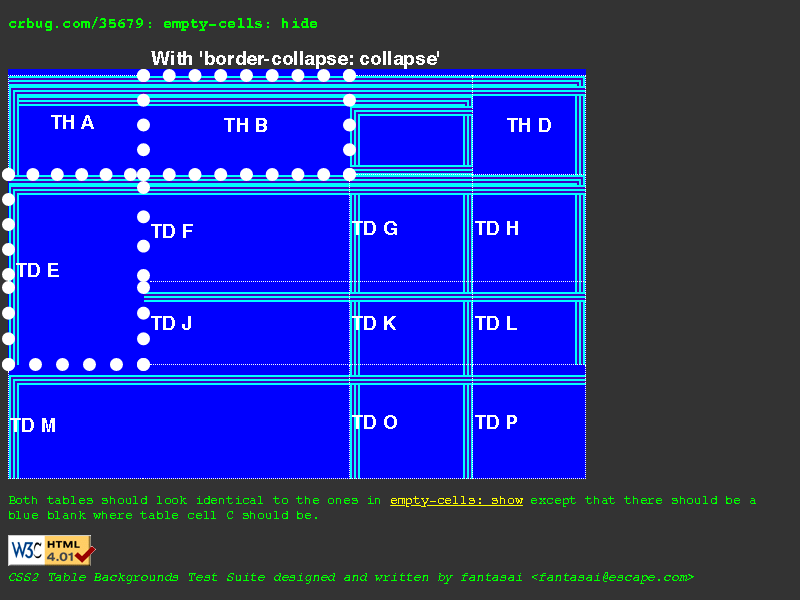 crbug.com/35679: empty-cells: hide
With 'border-collapse: collapse'
TH A
TH B
TH D
TD E
TD F
TD G
TD H
TD J
TD K
TD L
TD M
TD O
TD P
Both tables should look identical to the ones in empty-cells: show except that there should be a
blue blank where table cell C should be.
W3C HTML 4.01
CSS2 Table Backgrounds Test Suite designed and written by fantasai <fantasai@escape.com>